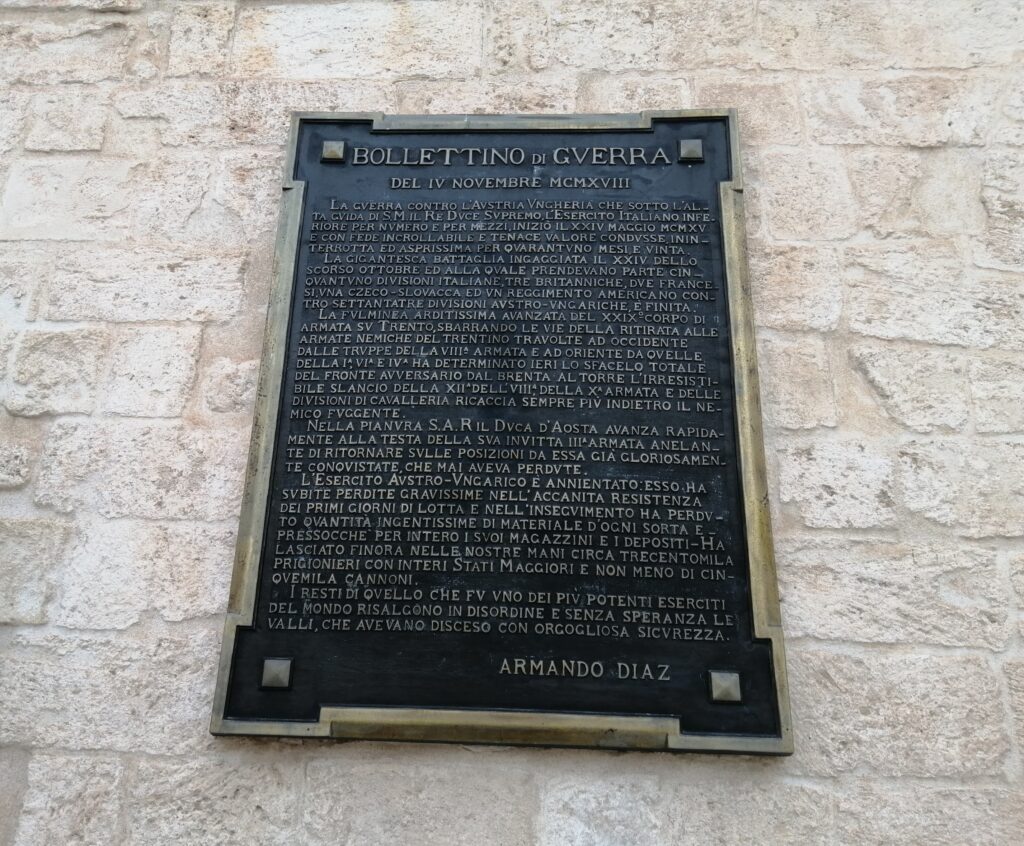 BOLLETTINO DI GVERRA
DEL IV NOVEMBRE MCMXVIII
LA GVERRA CONTRO L'AVSTRIA VNGHERIA CHE SOTTO L'AL-
TA GVIDA DI S.M. IL RE DVCE SVPREMO, L'ESERCITO ITALIANO INFE-
RIORE PER NVMERO E PER MEZZI, INIZIÒ IL XXIV MAGGIO MCMXV
E CON FEDE INCROLLABILE E TENACE VALORE CONDVSSE, ININ-
TERROTTA ED ASPRISSIMA PER QVARANTVNO MESI È VINTA.
LA GIGANTESCA BATTAGLIA INGAGGIATA IL XXIV DELLO
SCORSO OTTOBRE ED ALLA QVALE PRENDEVANO PARTE CIN-
QVANTVNO DIVISIONI ITALIANE, TRE BRITANNICHE, DVE FRANCE-
SI, VNA CZECO-SLOVACCA ED VN REGGIMENTO AMERICANO CON-
TRO SETTANTATRE DIVISIONI AVSTRO-VNGARICHE, È FINITA.
LA FVLMINEA ARDITISSIMA AVANZATA DEL XXIX° CORPO DI
ARMATA SV TRENTO, SBARRANDO LE VIE DELLA RITIRATA ALLE
ARMATE NEMICHE DEL TRENTINO TRAVOLTE AD OCCIDENTE
DALLE TRVPPE DELLA VIIIª ARMATA E AD ORIENTE DA QVELLE
DELLA Iª, VIª E IVª HA DETERMINATO IERI LO SFACELO TOTALE
DEL FRONTE AVVERSARIO DAL BRENTA AL TORRE L'IRRESISTI-
BILE SLANCIO DELLA XIIª DELL'VIIIª, DELLA Xª ARMATA E DELLE
DIVISIONI DI CAVALLERIA RICACCIA SEMPRE PIV INDIETRO IL NE-
MICO FVGGENTE.
NELLA PIANVRA S.A.R IL DVCA D'AOSTA AVANZA RAPIDA-
MENTE ALLA TESTA DELLA SVA INVITTA IIIª ARMATA ANELAN-
TE DI RITORNARE SVLLE POSIZIONI DA ESSA GIÀ GLORIOSAMEN-
TE CONQVISTATE, CHE MAI AVEVA PERDVTE.
L'ESERCITO AVSTRO-VNGARICO È ANNIENTATO: ESSO HA
SVBITE PERDITE GRAVISSIME NELL'ACCANITA RESISTENZA
DEI PRIMI GIORNI DI LOTTA E NELL'INSEGVIMENTO HA PERDV-
TO QVANTITÀ INGENTISSIME DI MATERIALE D'OGNI SORTA E
PRESSOCCHE PER INTERO I SVOI MAGAZZINI E I DEPOSITI-HA
LASCIATO FINORA NELLE NOSTRE MANI CIRCA TRECENTOMILA
PRIGIONIERI CON INTERI STATI MAGGIORI E NON MENO DI CIN-
QVEMILA CANNONI.
I RESTI DI QVELLO CHE FV VNO DEI PIV POTENTI ESERCITI
DEL MONDO RISALGONO IN DISORDINE E SENZA SPERANZA LE
VALLI, CHE AVEVANO DISCESO CON ORGOGLIOSA SICVREZZA.
ARMANDO DIAZ